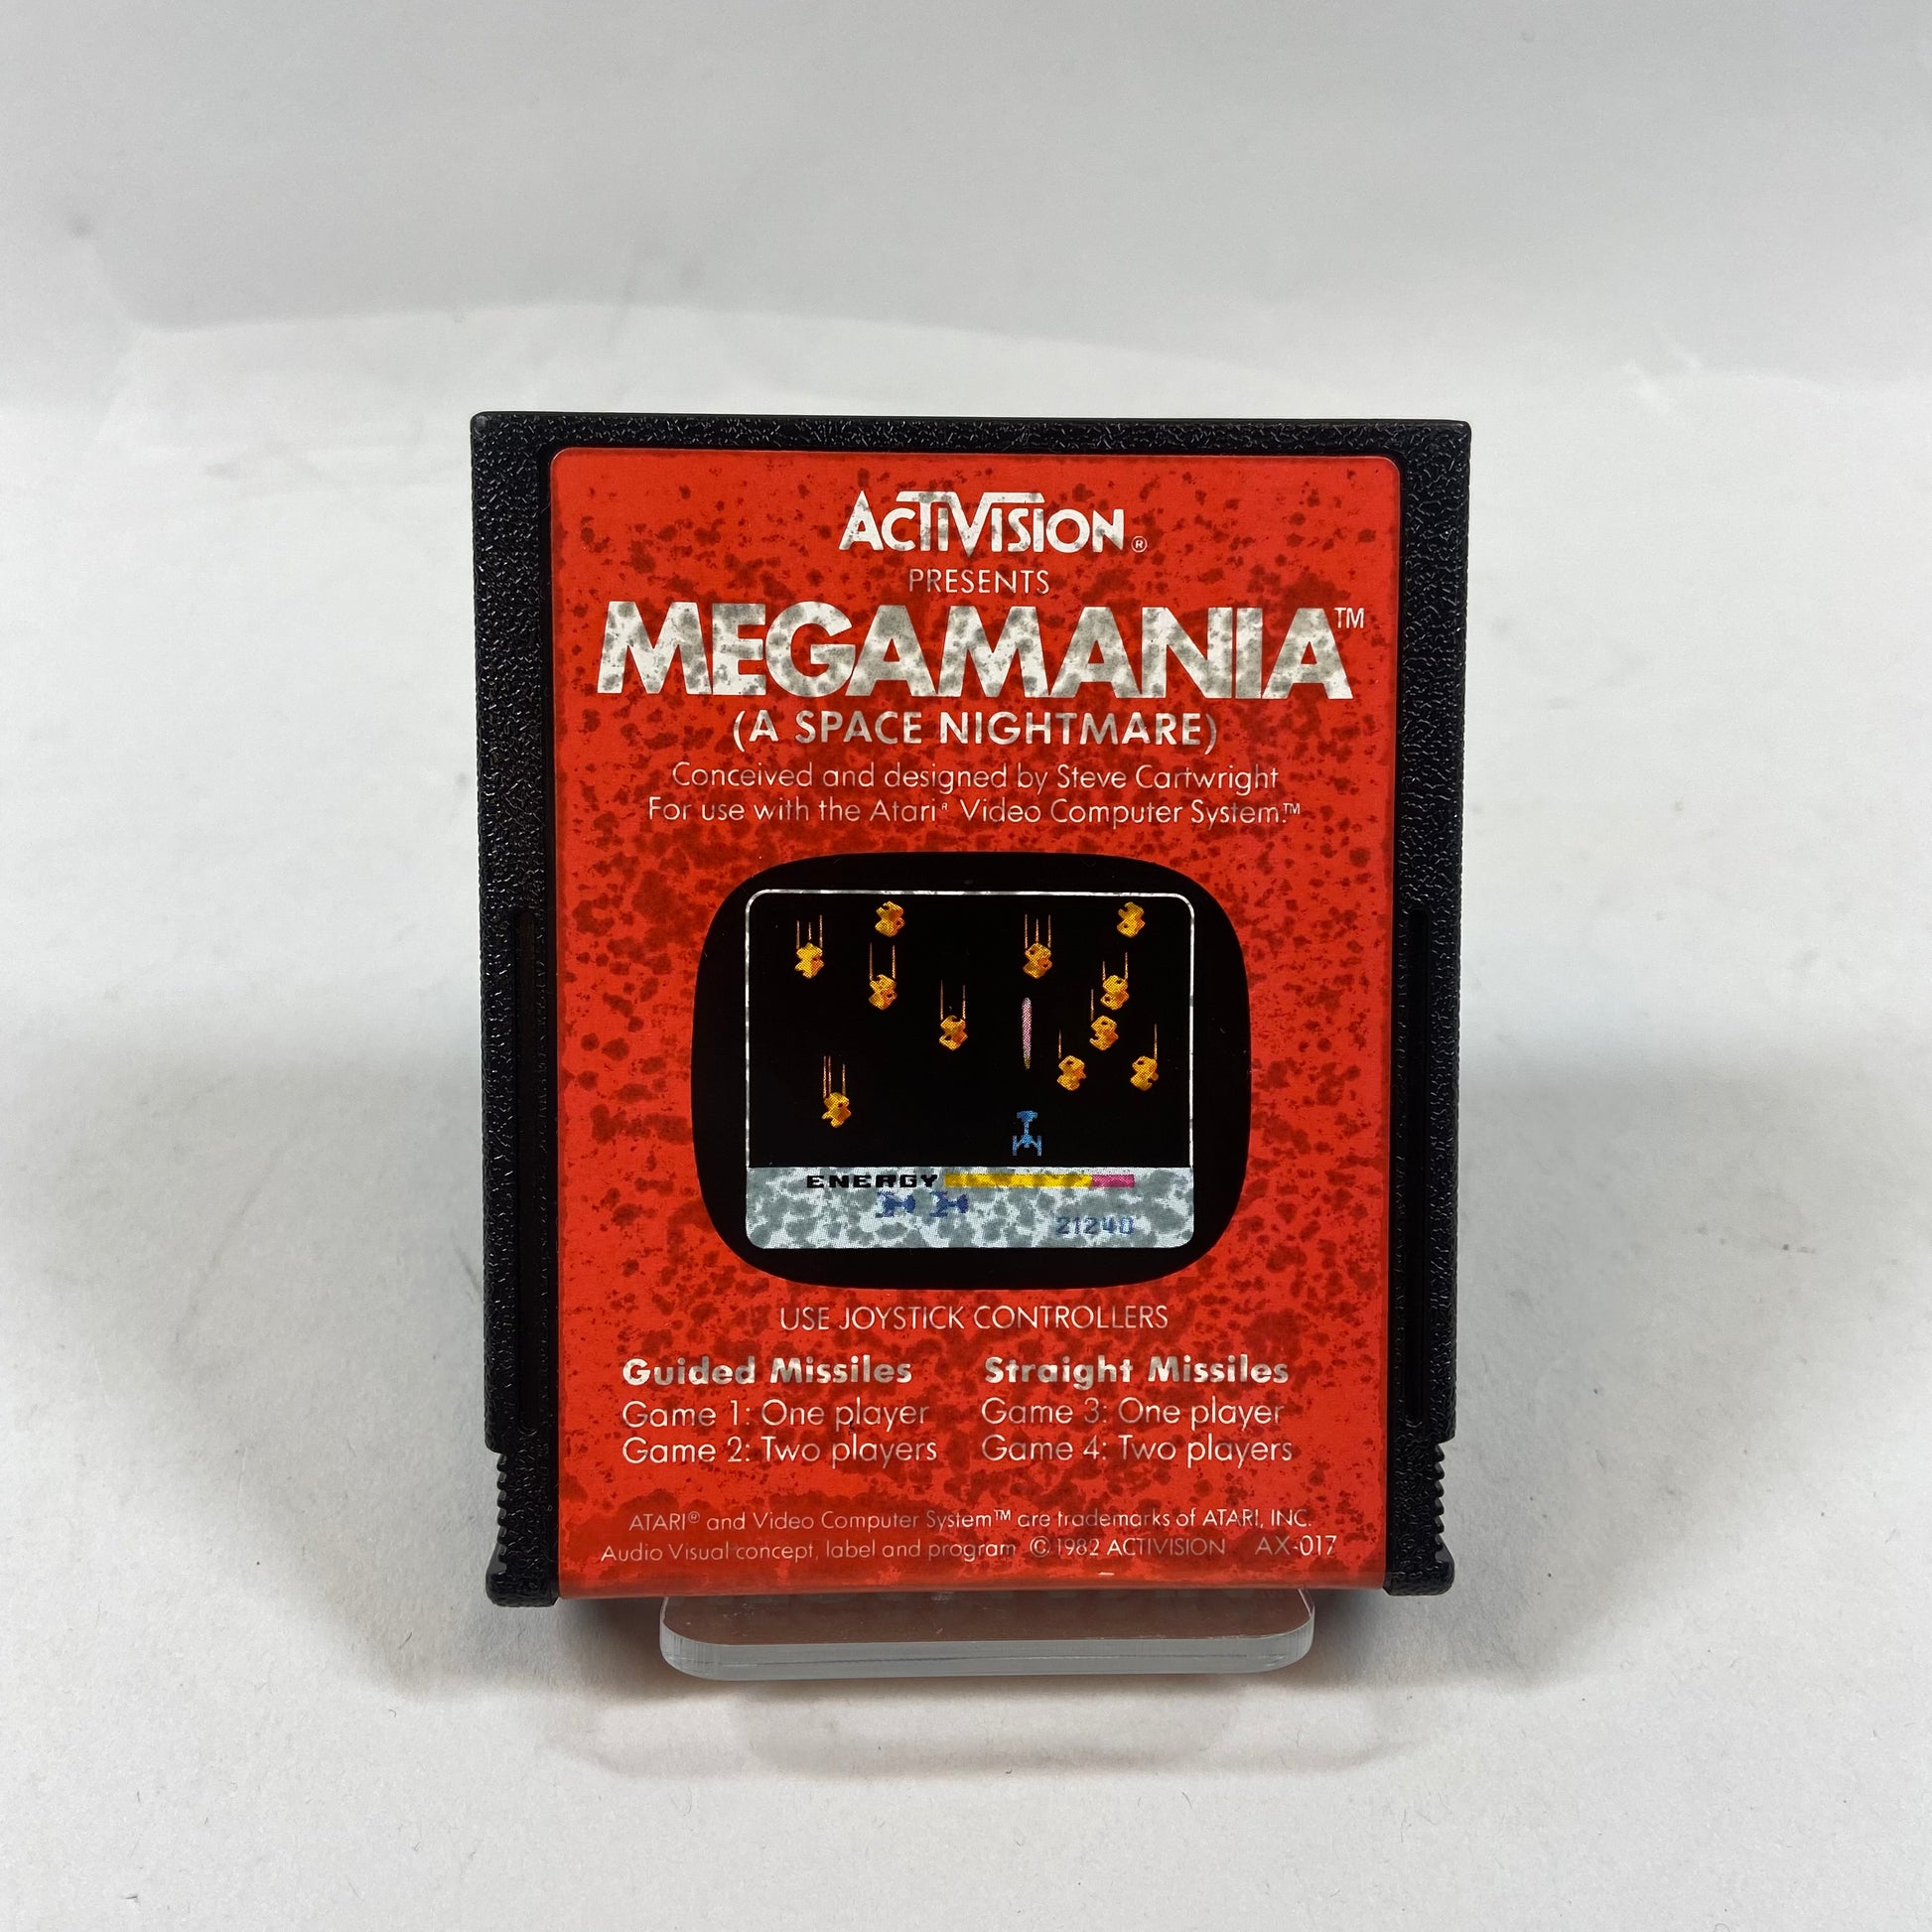 ACTIVISION®
PRESENTS
MEGAMANIA™
(A SPACE NIGHTMARE)
Conceived and designed by Steve Cartwright
For use with the Atari® Video Computer System.™
ENERGY
21240
USE JOYSTICK CONTROLLERS
Guided Missiles Straight Missiles
Game 1: One player Game 3: One player
Game 2: Two players Game 4: Two players
ATARI® and Video Computer System™ are trademarks of ATARI, INC.
Audio Visual concept, label and program © 1982 ACTIVISION AX-017